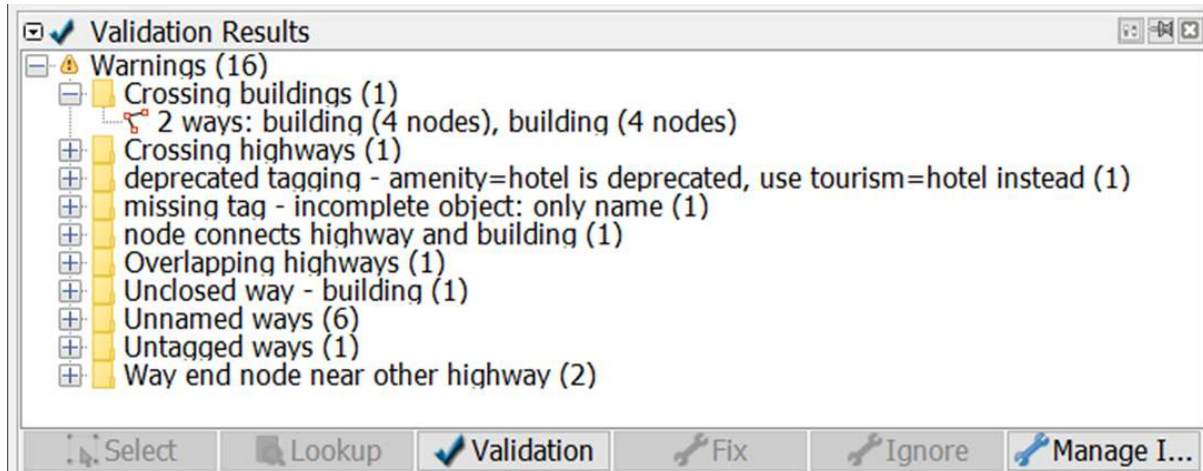 Validation Results
Warnings (16)
Crossing buildings (1)
2 ways: building (4 nodes), building (4 nodes)
Crossing highways (1)
deprecated tagging - amenity=hotel is deprecated, use tourism=hotel instead (1)
missing tag - incomplete object: only name (1)
node connects highway and building (1)
Overlapping highways (1)
Unclosed way - building (1)
Unnamed ways (6)
Untagged ways (1)
Way end node near other highway (2)
Select Lookup Validation Fix Ignore Manage I...